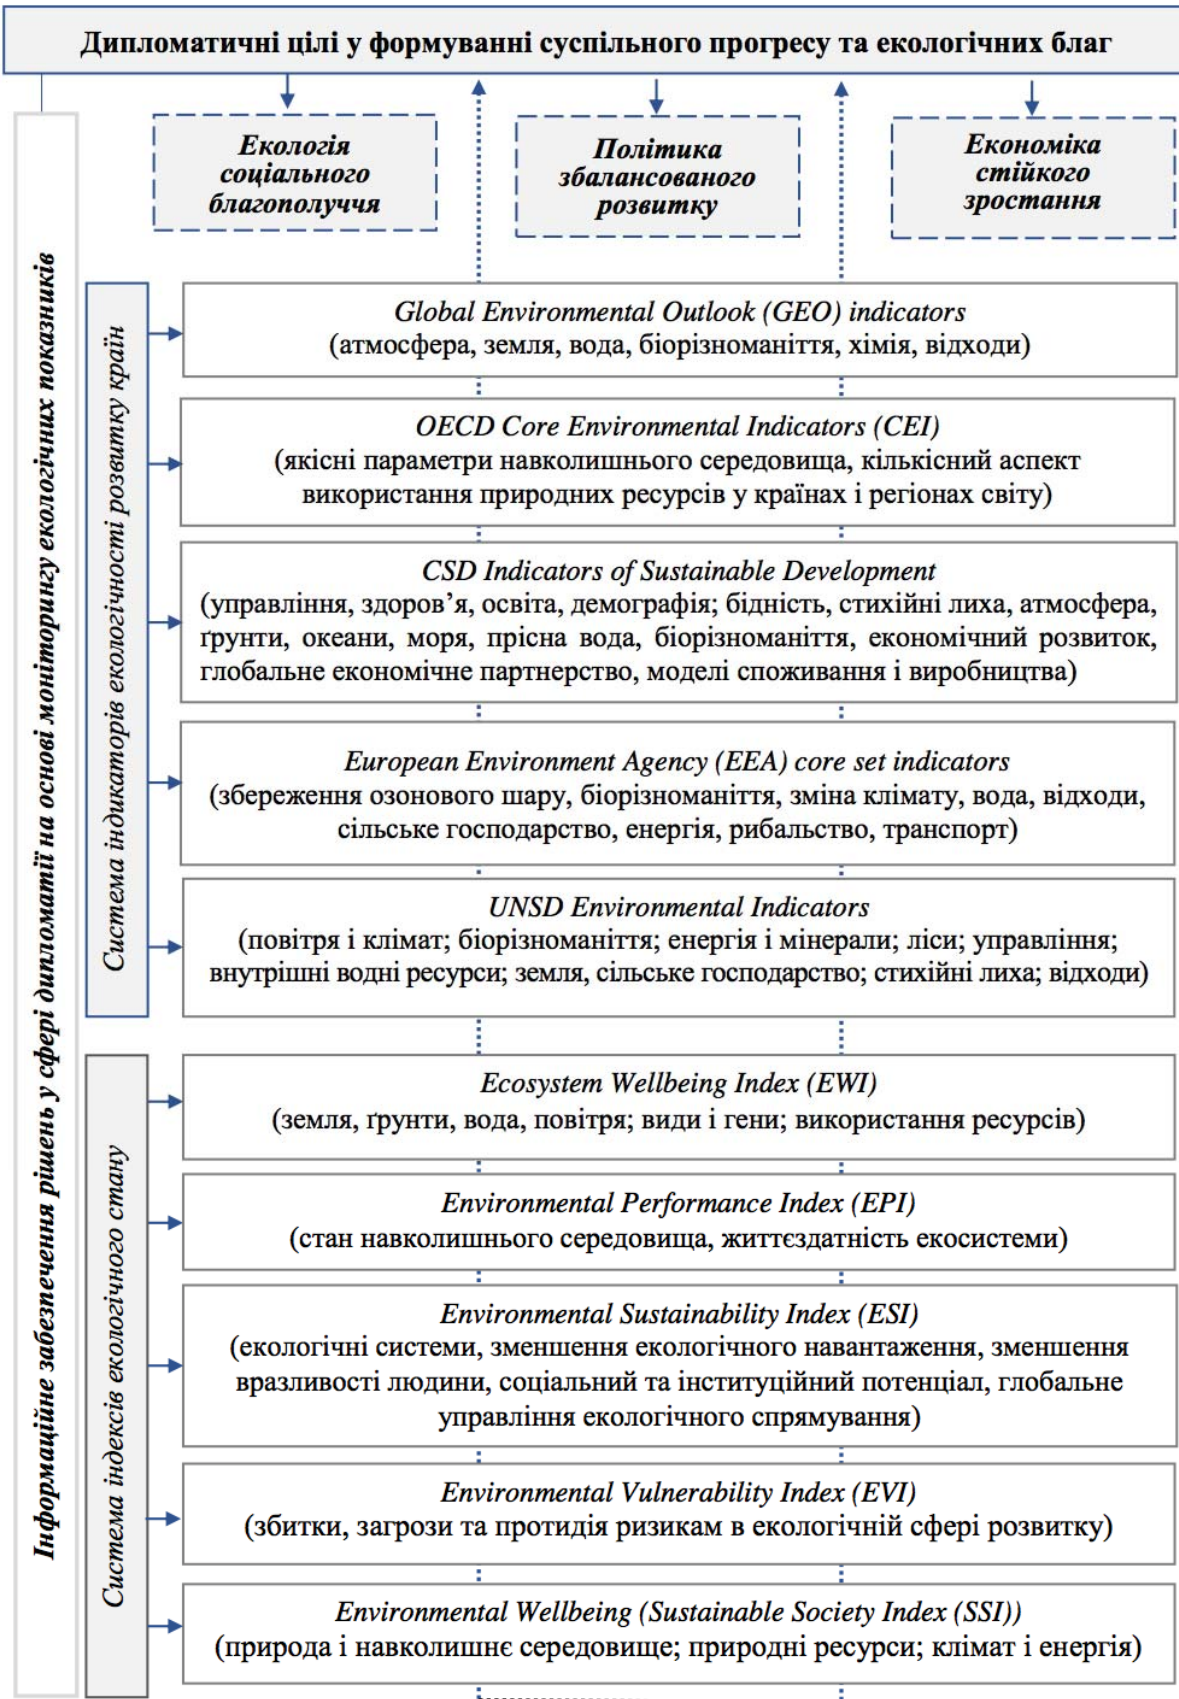 Дипломатичні цілі у формуванні суспільного прогресу та екологічних благ
Екологія
соціального
благополуччя
Політика
збалансованого
розвитку
Економіка
стійкого
зростання
Інформаційне забезпечення рішень у сфері дипломатії на основі моніторингу екологічних показників
Система індикаторів екологічності розвитку країн
Global Environmental Outlook (GEO) indicators
(атмосфера, земля, вода, біорізноманіття, хімія, відходи)
OECD Core Environmental Indicators (CEI)
(якісні параметри навколишнього середовища, кількісний аспект
використання природних ресурсів у країнах і регіонах світу)
CSD Indicators of Sustainable Development
(управління, здоров’я, освіта, демографія; бідність, стихійні лиха, атмосфера,
ґрунти, океани, моря, прісна вода, біорізноманіття, економічний розвиток,
глобальне економічне партнерство, моделі споживання і виробництва)
European Environment Agency (EEA) core set indicators
(збереження озонового шару, біорізноманіття, зміна клімату, вода, відходи,
сільське господарство, енергія, рибальство, транспорт)
UNSD Environmental Indicators
(повітря і клімат; біорізноманіття; енергія і мінерали; ліси; управління;
внутрішні водні ресурси; земля, сільське господарство; стихійні лиха; відходи)
Система індексів екологічного стану
Ecosystem Wellbeing Index (EWI)
(земля, ґрунти, вода, повітря; види і гени; використання ресурсів)
Environmental Performance Index (EPI)
(стан навколишнього середовища, життєздатність екосистеми)
Environmental Sustainability Index (ESI)
(екологічні системи, зменшення екологічного навантаження, зменшення
вразливості людини, соціальний та інституційний потенціал, глобальне
управління екологічного спрямування)
Environmental Vulnerability Index (EVI)
(збитки, загрози та протидія ризикам в екологічній сфері розвитку)
Environmental Wellbeing (Sustainable Society Index (SSI))
(природа і навколишнє середовище; природні ресурси; клімат і енергія)